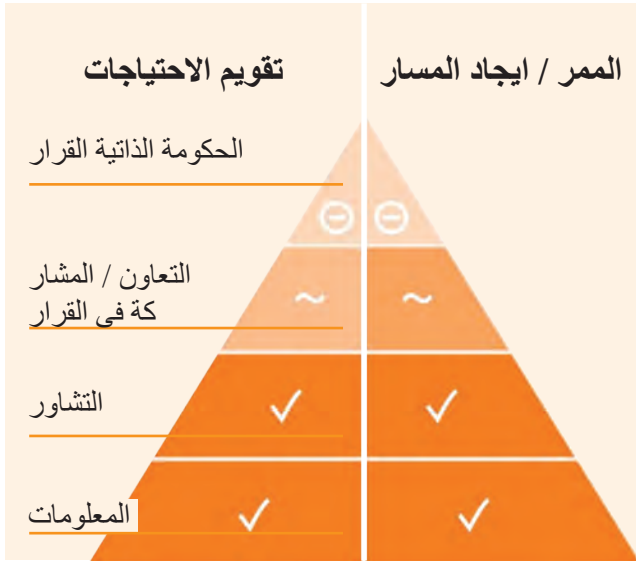 الممر / ايجاد المسار
تقويم الاحتياجات
الحكومة الذاتية القرار
التعاون / المشار
كة في القرار
~
~
التشاور
✓
✓
المعلومات
✓
✓